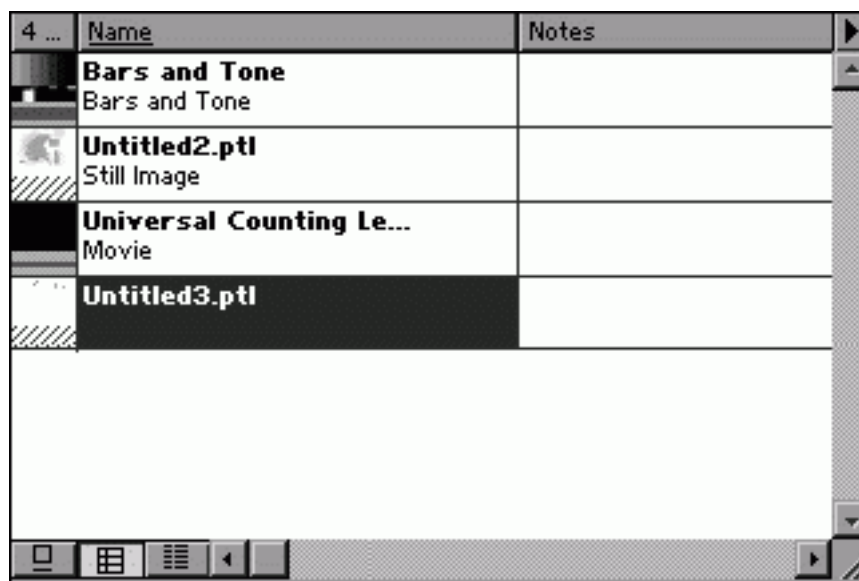 4 ... Name Notes
Bars and Tone
Bars and Tone
Untitled2.ptl
Still Image
Universal Counting Le...
Movie
Untitled3.ptl